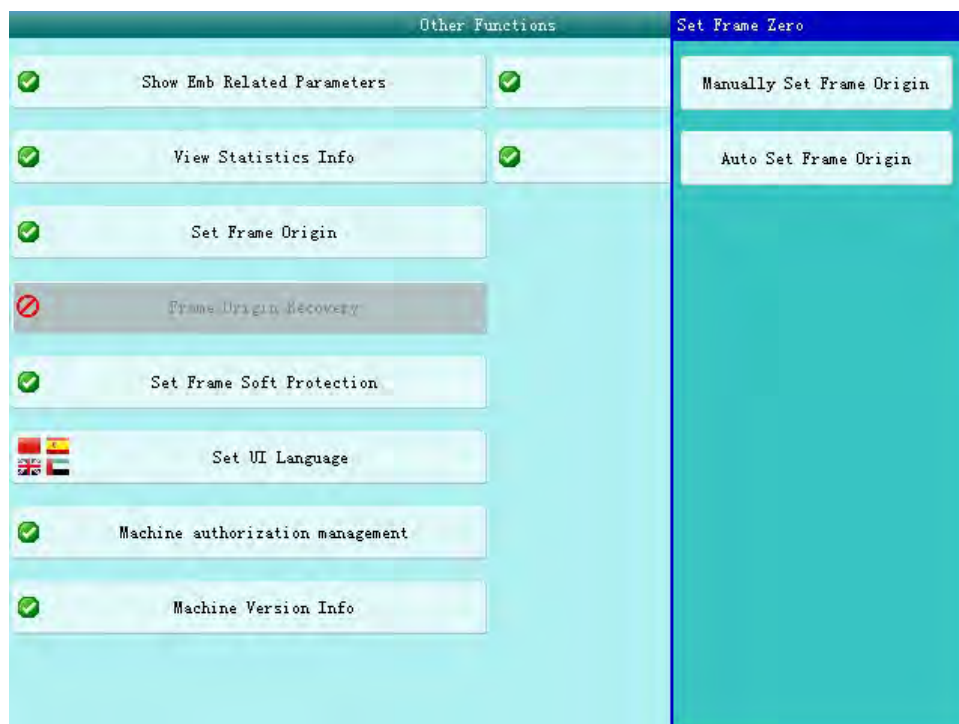 Other Functions
Show Emb Related Parameters
View Statistics Info
Set Frame Origin
Frame Origin Recovery
Set Frame Soft Protection
Set UI Language
Machine authorization management
Machine Version Info
Set Frame Zero
Manually Set Frame Origin
Auto Set Frame Origin